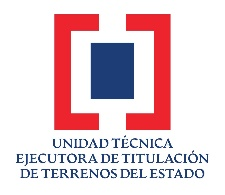 UNIDAD TÉCNICA
EJECUTORA DE TITULACIÓN
DE TERRENOS DEL ESTADO